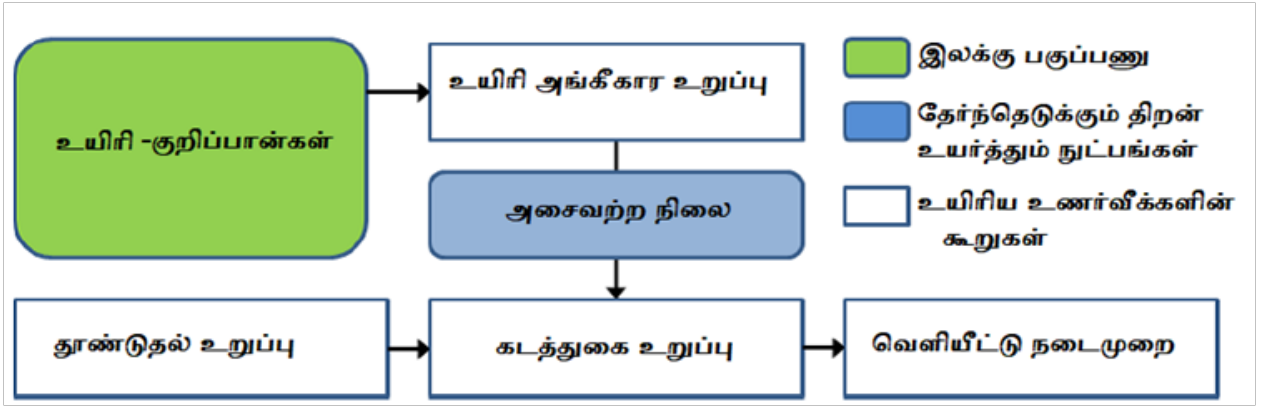 உயிரி -குறிப்பான்கள்
உயிரி அங்கீகார உறுப்பு
அசைவற்ற நிலை
தூண்டுதல் உறுப்பு
கடத்துகை உறுப்பு
வெளியீட்டு நடைமுறை
இலக்கு பகுப்பணு
தேர்ந்தெடுக்கும் திறன்
உயர்த்தும் நுட்பங்கள்
உயிரிய உணர்வீக்களின்
கூறுகள்